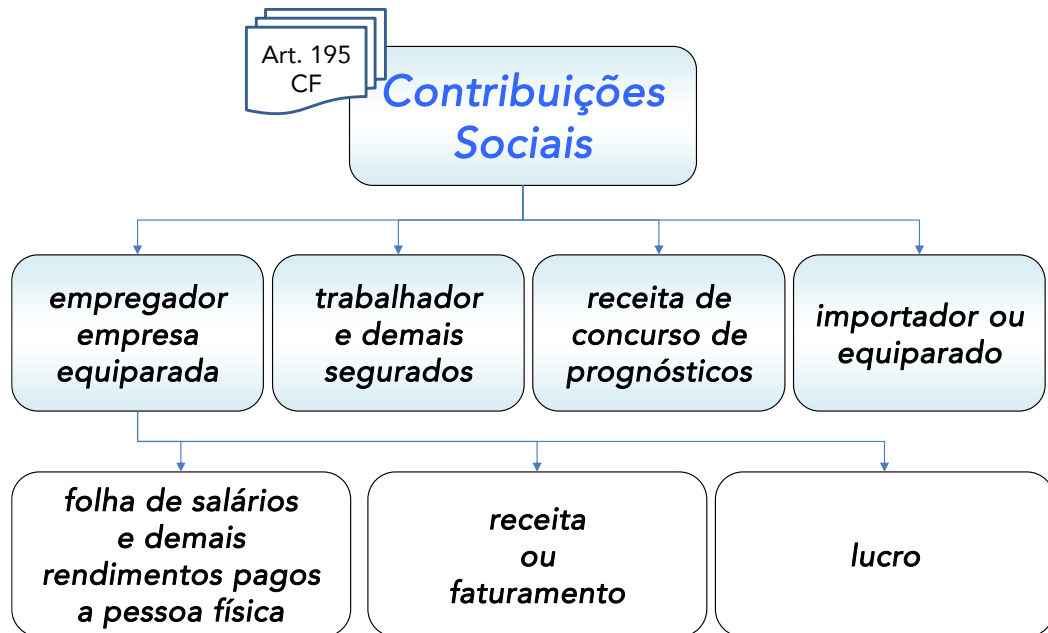 Art. 195
CF
Contribuições
Sociais
empregador
empresa
equiparada
trabalhador
e demais
segurados
receita de
concurso de
prognósticos
importador ou
equiparado
folha de salários
e demais
rendimentos pagos
a pessoa física
receita
ou
faturamento
lucro